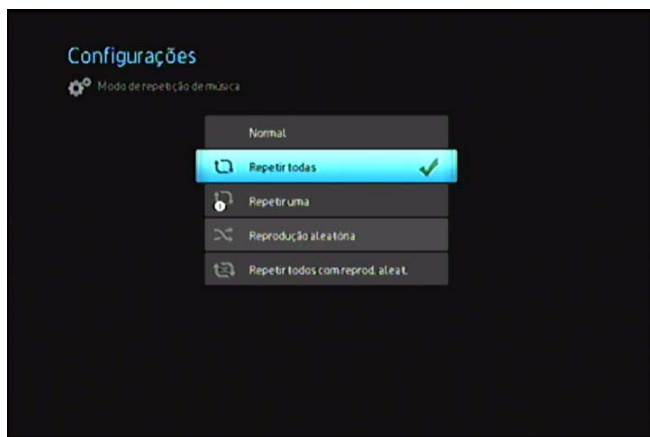 Configurações
Modo de repetição de música
Normal
Repetir todas
Repetir uma
Reprodução aleatória
Repetir todos com reprod. aleat.